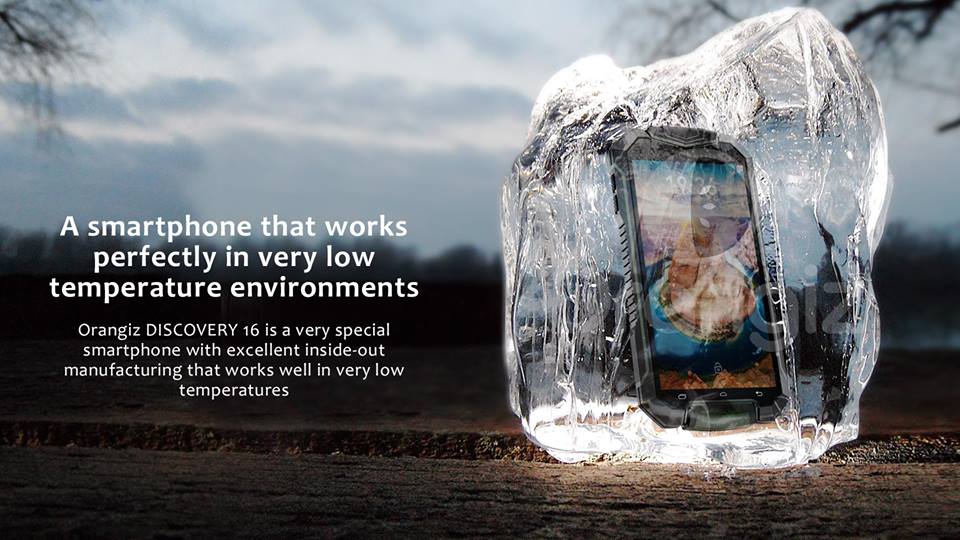 A smartphone that works
perfectly in very low
temperature environments
Orangiz DISCOVERY 16 is a very special
smartphone with excellent inside-out
manufacturing that works well in very low
temperatures
orangiz